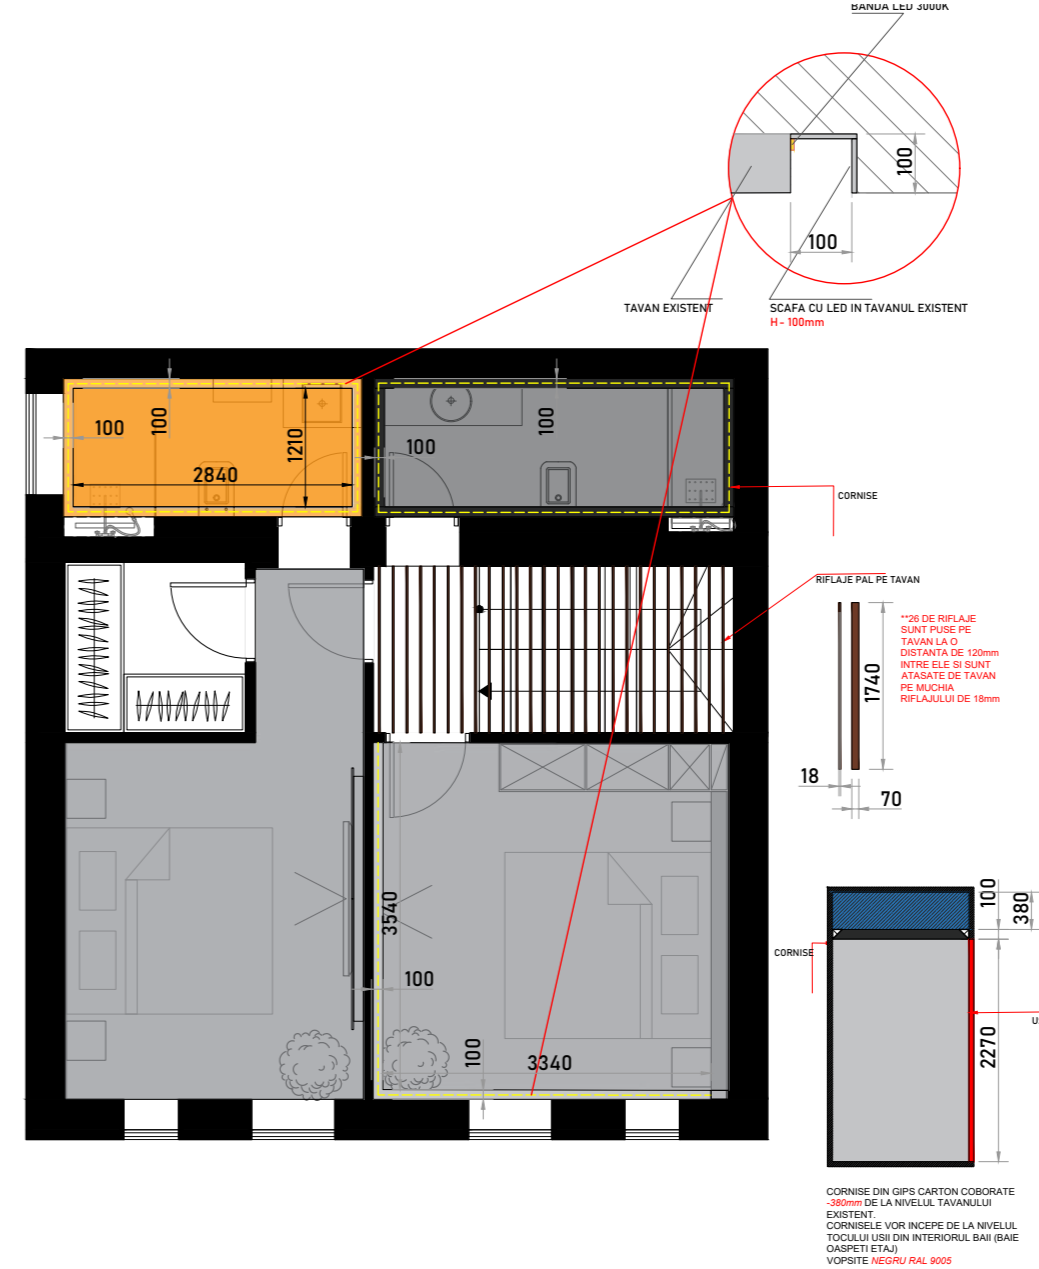 BANDA LED 3000K
100
100
TAVAN EXISTENT
SCAFA CU LED IN TAVANUL EXISTENT
H - 100mm
100
100
1210
2840
100
100
CORNISE
RIFLAJE PAL PE TAVAN
**26 DE RIFLAJE
SUNT PUSE PE
TAVAN LA O
DISTANTA DE 120mm
INTRE ELE SI SUNT
ATASATE DE TAVAN
PE MUCHIA
RIFLAJULUI DE 18mm
1740
18
70
3540
100
100
3340
100
380
CORNISE
U
2270
CORNISE DIN GIPS CARTON COBORATE
-380mm DE LA NIVELUL TAVANULUI
EXISTENT.
CORNISELE VOR INCEPE DE LA NIVELUL
TOCULUI USII DIN INTERIORUL BAII (BAIE
OASPETI ETAJ)
VOPSITE NEGRU RAL 9005